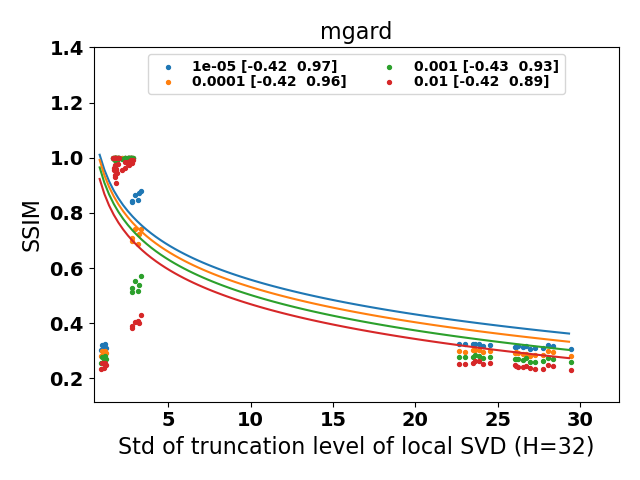 mgard
1.4
1.2
1.0
0.8
0.6
0.4
0.2
SSIM
1e-05 [-0.42  0.97]
0.0001 [-0.42  0.96]
0.001 [-0.43  0.93]
0.01 [-0.42  0.89]
5 10 15 20 25 30
Std of truncation level of local SVD (H=32)